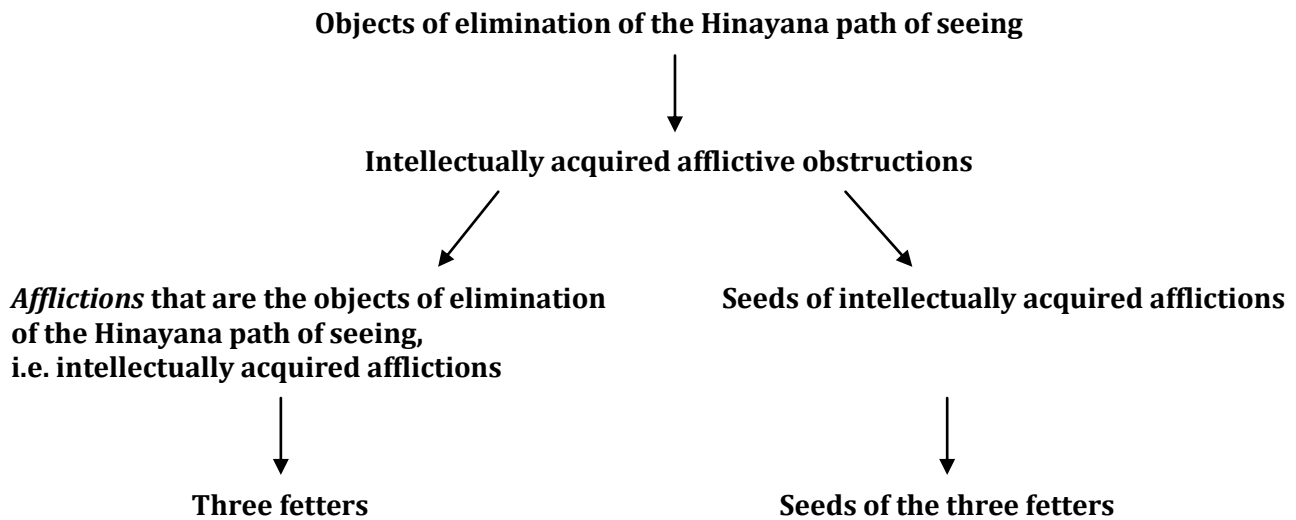 Objects of elimination of the Hinayana path of seeing
Intellectually acquired afflictive obstructions
Afflictions that are the objects of elimination
of the Hinayana path of seeing,
i.e. intellectually acquired afflictions
Seeds of intellectually acquired afflictions
Three fetters
Seeds of the three fetters